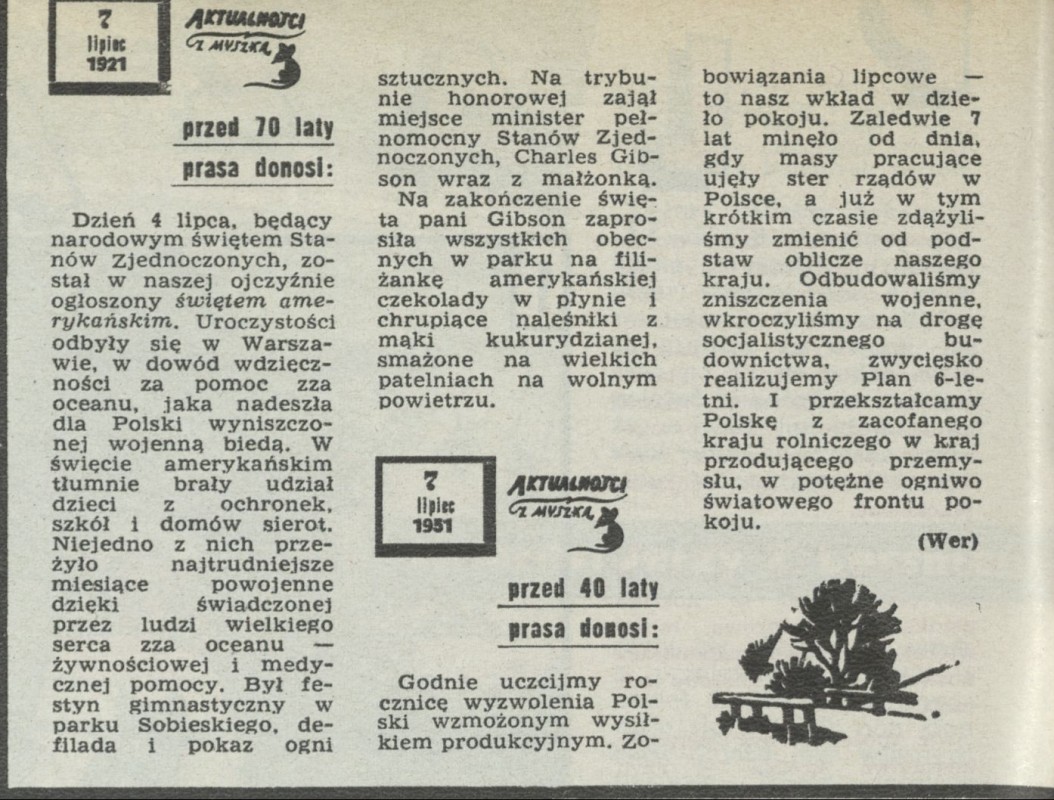 7
lipiec
1921
AKTUALNOŚCI
Z MYSZKĄ
przed 70 laty
prasa donosi:
Dzień 4 lipca, będący
narodowym świętem Sta-
nów Zjednoczonych, zo-
stał w naszej ojczyźnie
ogłoszony świętem ame-
rykańskim. Uroczystości
odbyły się w Warsza-
wie, w dowód wdzięcz-
ności za pomoc zza
oceanu, jaka nadeszła
dla Polski wyniszczo-
nej wojenną biedą. W
święcie amerykańskim
tłumnie brały udział
dzieci z ochronek,
szkół i domów sierot.
Niejedno z nich prze-
żyło najtrudniejsze
miesiące powojenne
dzięki świadczonej
przez ludzi wielkiego
serca zza oceanu —
żywnościowej i medy-
cznej pomocy. Był fe-
styn gimnastyczny w
parku Sobieskiego, de-
filada i pokaz ogni
sztucznych. Na trybu-
nie honorowej zajął
miejsce minister peł-
nomocny Stanów Zjed-
noczonych, Charles Gib-
son wraz z małżonką.
Na zakończenie świę-
ta pani Gibson zapro-
siła wszystkich obec-
nych w parku na fili-
żankę amerykańskiej
czekolady w płynie i
chrupiące naleśniki z
mąki kukurydzianej,
smażone na wielkich
patelniach na wolnym
powietrzu.
7
lipiec
1951
AKTUALNOŚCI
Z MYSZKĄ
przed 40 laty
prasa donosi:
Godnie uczcijmy ro-
cznicę wyzwolenia Pol-
ski wzmożonym wysił-
kiem produkcyjnym. Zo-
bowiązania lipcowe —
to nasz wkład w dzie-
ło pokoju. Zaledwie 7
lat minęło od dnia,
gdy masy pracujące
ujęły ster rządów w
Polsce, a już w tym
krótkim czasie zdążyli-
śmy zmienić od pod-
staw oblicze naszego
kraju. Odbudowaliśmy
zniszczenia wojenne,
wkroczyliśmy na drogę
socjalistycznego bu-
downictwa, zwycięsko
realizujemy Plan 6-le-
tni. I przekształcamy
Polskę z zacofanego
kraju rolniczego w kraj
przodującego przemy-
słu, w potężne ogniwo
światowego frontu po-
koju.
(Wer)